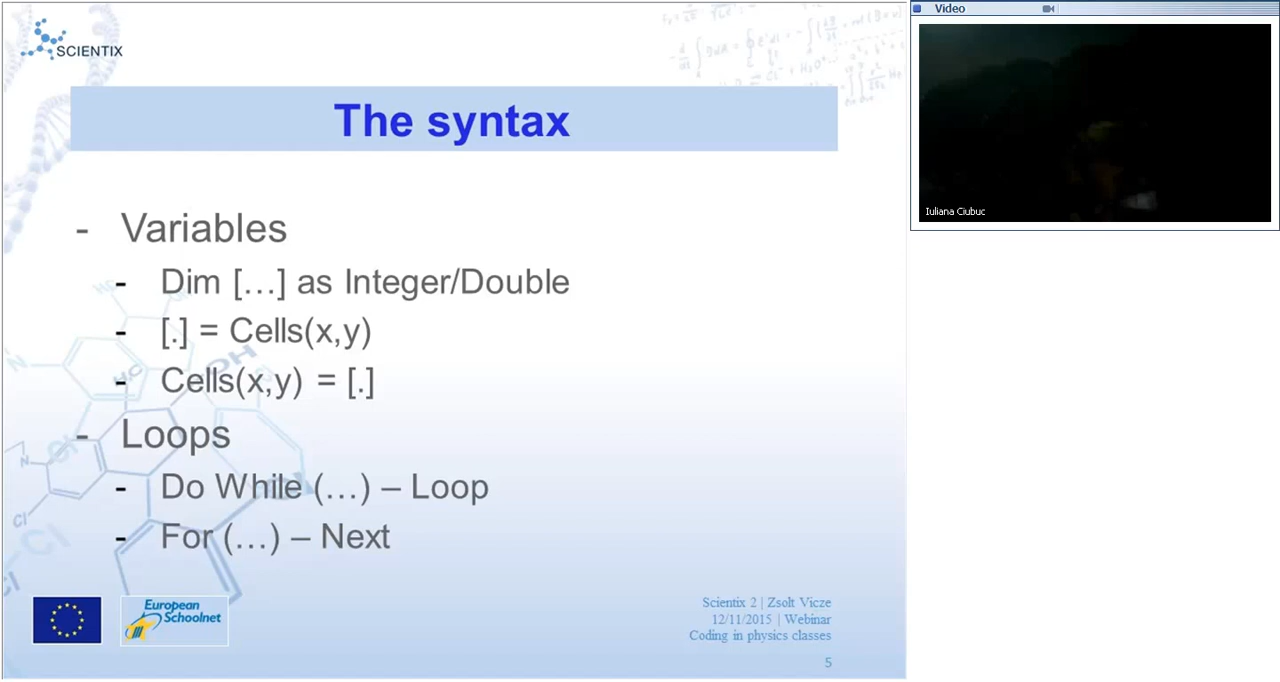 SCIENTIX
The syntax
- Variables
- Dim […] as Integer/Double
- [.] = Cells(x,y)
- Cells(x,y) = [.]
- Loops
- Do While (…) – Loop
- For (…) – Next
European
Schoolnet
Scientix 2 | Zsolt Vicze
12/11/2015 | Webinar
Coding in physics classes
5
Video
Iuliana Ciubuc